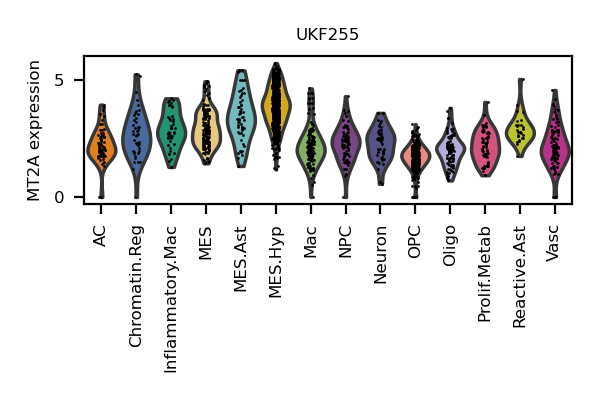 UKF255
MT2A expression
5
0
AC
Chromatin.Reg
Inflammatory.Mac
MES
MES.Ast
MES.Hyp
Mac
NPC
Neuron
OPC
Oligo
Prolif.Metab
Reactive.Ast
Vasc